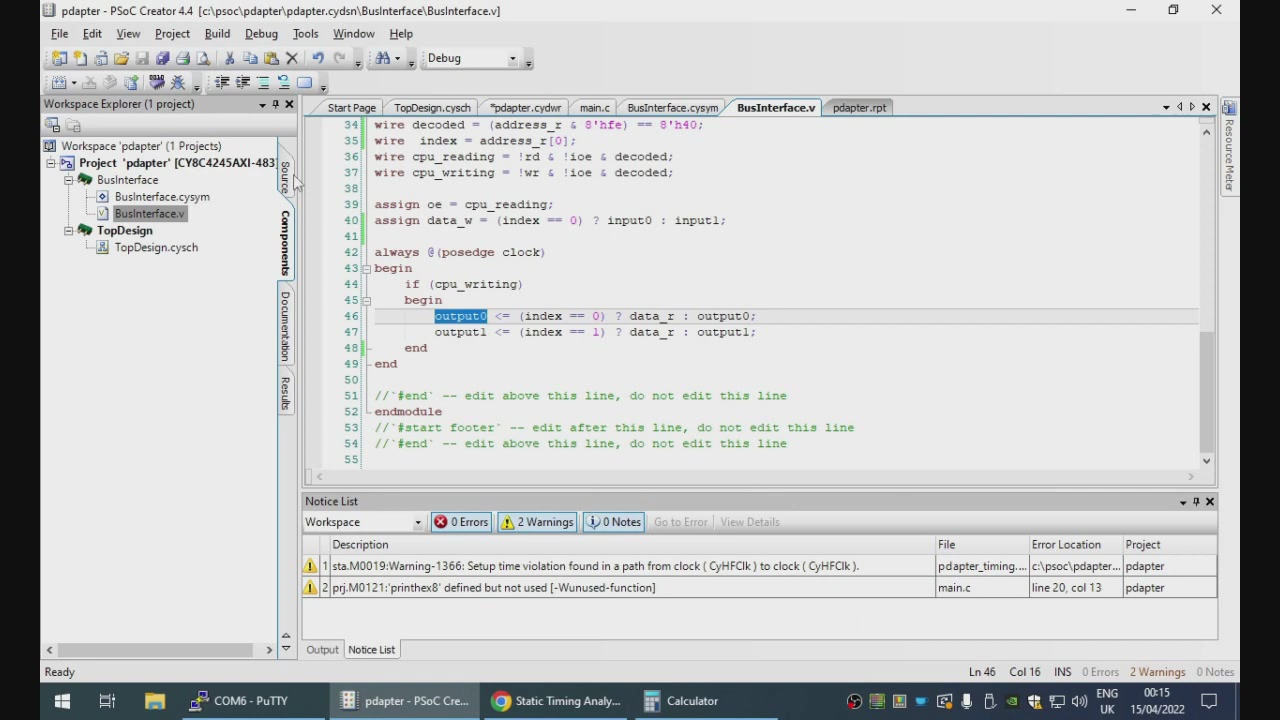 pdapter - PSoC Creator 4.4 [c:\psoc\pdapter\pdapter.cydsn\BusInterface\BusInterface.v]
File Edit View Project Build Debug Tools Window Help
Debug
Workspace Explorer (1 project)
Start Page TopDesign.cysch *pdapter.cydwr main.c BusInterface.cysym BusInterface.v pdapter.rpt
Workspace 'pdapter' (1 Projects)
Project 'pdapter' [CY8C4245AXI-483]
BusInterface
BusInterface.cysym
BusInterface.v
TopDesign
TopDesign.cysch
Source
Components
Documentation
Results
34 wire decoded = (address_r & 8'hfe) == 8'h40;
35 wire  index = address_r[0];
36 wire cpu_reading = !rd & !ioe & decoded;
37 wire cpu_writing = !wr & !ioe & decoded;
38
39 assign oe = cpu_reading;
40 assign data_w = (index == 0) ? input0 : input1;
41
42 always @(posedge clock)
43 begin
44     if (cpu_writing)
45     begin
46         output0 <= (index == 0) ? data_r : output0;
47         output1 <= (index == 1) ? data_r : output1;
48     end
49 end
50
51 //`#end` -- edit above this line, do not edit this line
52 endmodule
53 //`#start footer` -- edit after this line, do not edit this line
54 //`#end` -- edit above this line, do not edit this line
55
Resource Meter
Notice List
Workspace 0 Errors 2 Warnings 0 Notes Go to Error View Details
Description File Error Location Project
1 sta.M0019:Warning-1366: Setup time violation found in a path from clock ( CyHFClk ) to clock ( CyHFClk ). pdapter_timing.... c:\psoc\pdapter... pdapter
2 prj.M0121:'printhex8' defined but not used [-Wunused-function] main.c line 20, col 13 pdapter
Output Notice List
Ready Ln 46 Col 16 INS 0 Errors 2 Warnings 0 Notes
COM6 - PuTTY pdapter - PSoC Cre... Static Timing Analy... Calculator
ENG
UK
00:15
15/04/2022